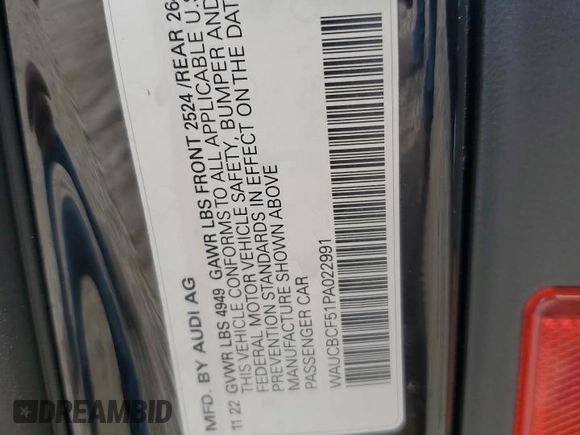 MFD. BY AUDI AG
11 22 GVWR LBS 4949 GAWR LBS FRONT 2524 /REAR 26
THIS VEHICLE CONFORMS TO ALL APPLICABLE U.S
FEDERAL MOTOR VEHICLE SAFETY, BUMPER AND
PREVENTION STANDARDS IN EFFECT ON THE DATE
MANUFACTURE SHOWN ABOVE
PASSENGER CAR
WAUCBCF51PA022991
DREAMBID